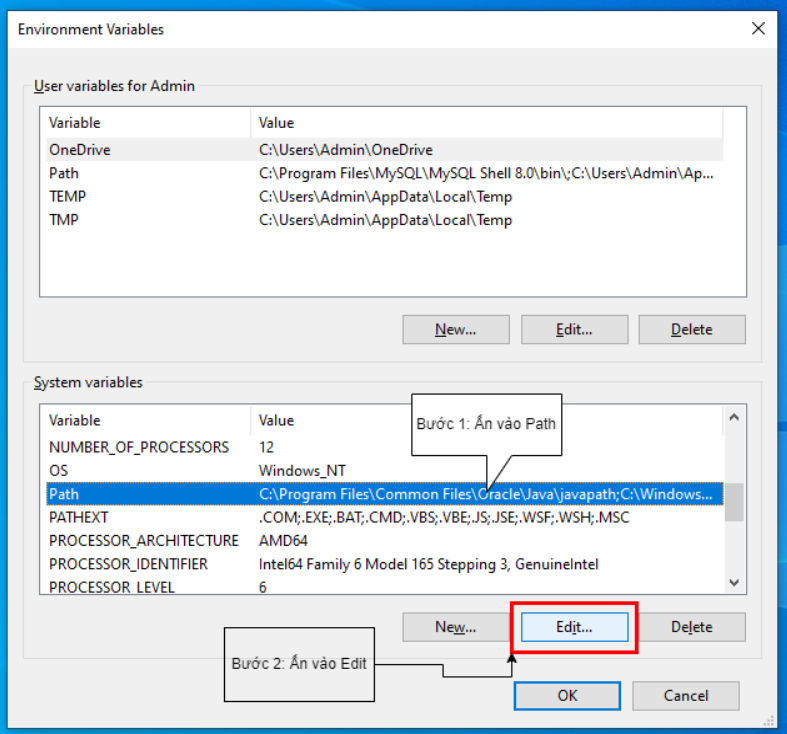 Environment Variables
User variables for Admin
Variable Value
OneDrive C:\Users\Admin\OneDrive
Path C:\Program Files\MySQL\MySQL Shell 8.0\bin\;C:\Users\Admin\Ap...
TEMP C:\Users\Admin\AppData\Local\Temp
TMP C:\Users\Admin\AppData\Local\Temp
New... Edit... Delete
System variables
Variable Value
Bước 1: Ấn vào Path
NUMBER_OF_PROCESSORS 12
OS Windows_NT
Path C:\Program Files\Common Files\Oracle\Java\javapath;C:\Windows...
PATHEXT .COM;.EXE;.BAT;.CMD;.VBS;.VBE;.JS;.JSE;.WSF;.WSH;.MSC
PROCESSOR_ARCHITECTURE AMD64
PROCESSOR_IDENTIFIER Intel64 Family 6 Model 165 Stepping 3, GenuineIntel
PROCESSOR_LEVEL 6
New... Edit... Delete
Bước 2: Ấn vào Edit
OK Cancel